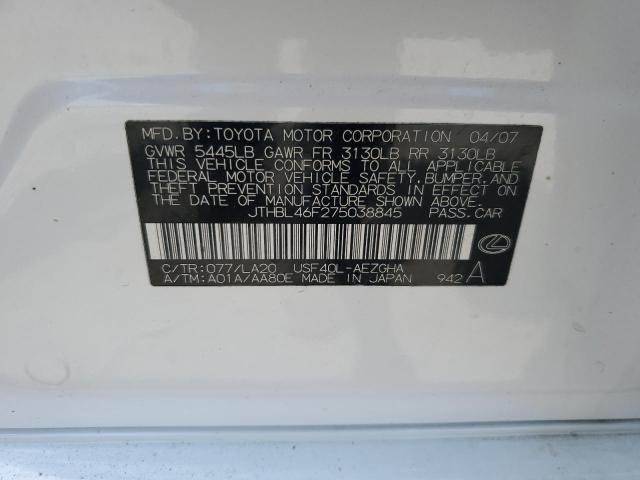 MFD.BY:TOYOTA MOTOR CORPORATION 04/07
GVWR 5445LB GAWR FR 3130LB RR 3130LB
THIS VEHICLE CONFORMS TO ALL APPLICABLE
FEDERAL MOTOR VEHICLE SAFETY,BUMPER,AND
THEFT PREVENTION STANDARDS IN EFFECT ON
THE DATE OF MANUFACTURE SHOWN ABOVE.
JTHBL46F275038845 PASS.CAR
C/TR:077/LA20 USF40L-AEZGHA
A/TM:A01A/AA80E MADE IN JAPAN 942 A